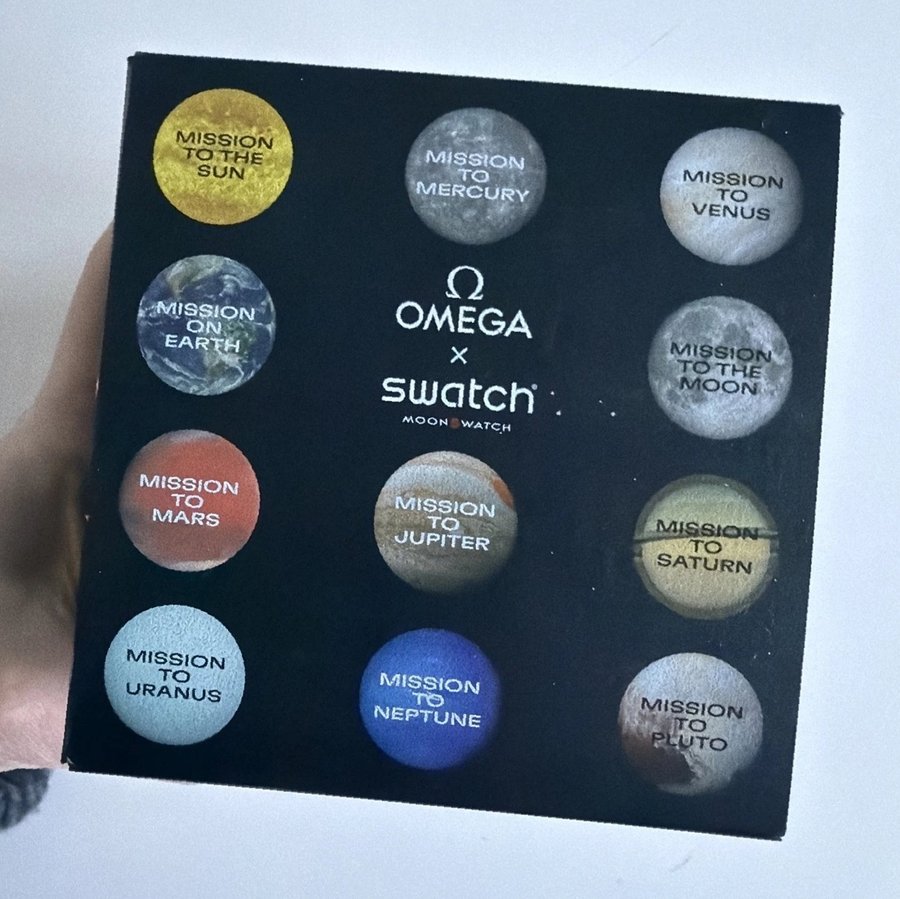 MISSION
TO THE
SUN
MISSION
TO
MERCURY
MISSION
TO
VENUS
MISSION
ON
EARTH
Ω
OMEGA
x
swatch
MOONSWATCH
MISSION
TO THE
MOON
MISSION
TO
MARS
MISSION
TO
JUPITER
MISSION
TO
SATURN
MISSION
TO
URANUS
MISSION
TO
NEPTUNE
MISSION
TO
PLUTO